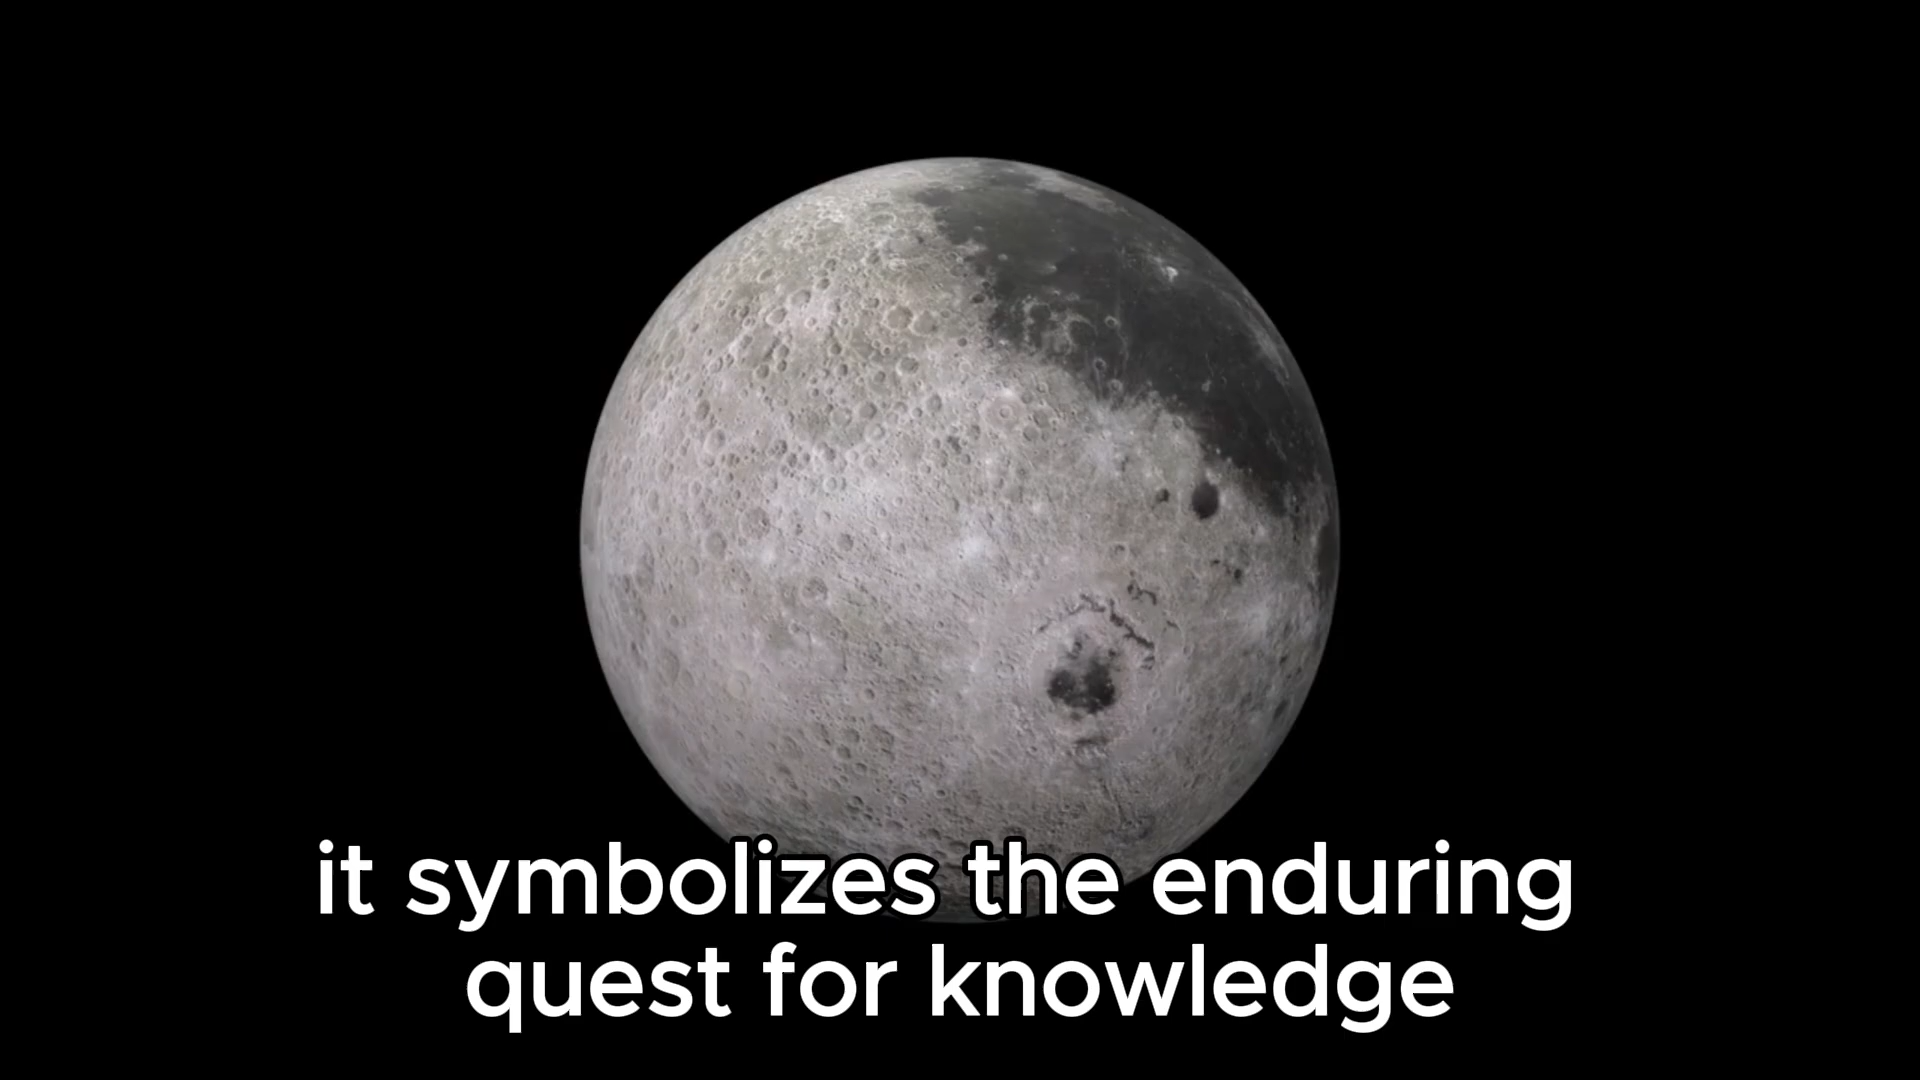 it symbolizes the enduring
quest for knowledge